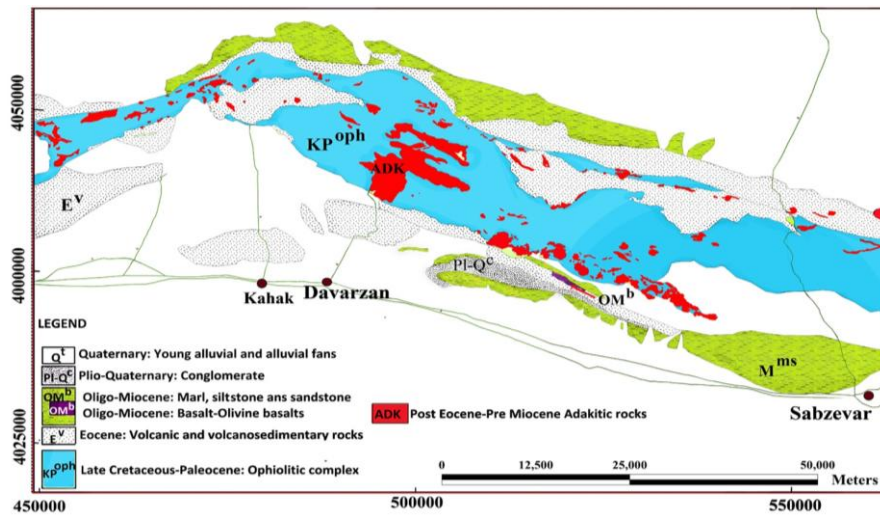 4050000
KP oph
ADK
E v
4000000
Pl-Q c
Kahak
Davarzan
OM b
LEGEND
M ms
Q t Quaternary: Young alluvial and alluvial fans
Pl-Q c Plio-Quaternary: Conglomerate
OM b Oligo-Miocene: Marl, siltstone ans sandstone
OM b Oligo-Miocene: Basalt-Olivine basalts
ADK Post Eocene-Pre Miocene Adakitic rocks
Sabzevar
E v Eocene: Volcanic and volcanosedimentary rocks
4025000
KP oph Late Cretaceous-Paleocene: Ophiolitic complex
0 12,500 25,000 50,000
Meters
450000 500000 550000